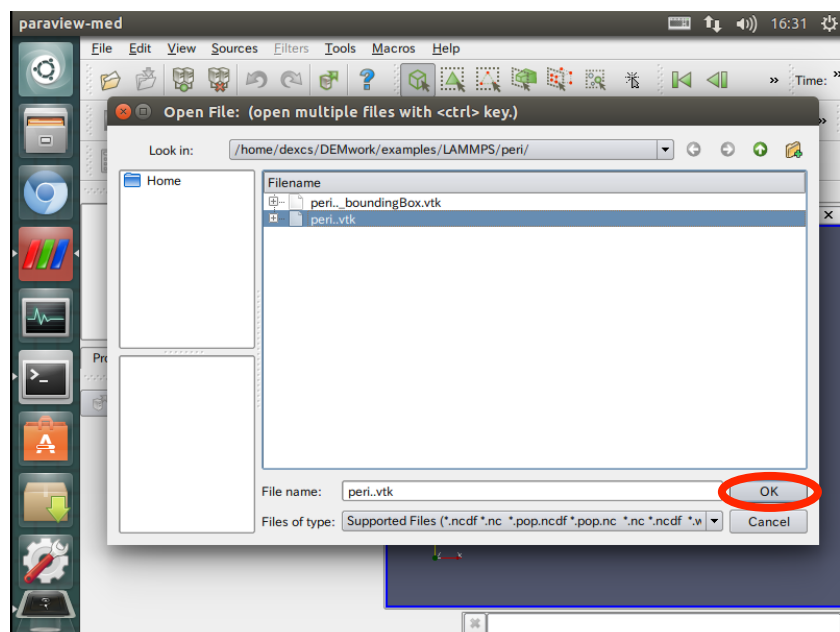 paraview-med
16:31
File Edit View Sources Filters Tools Macros Help
» Time: »
Open File: (open multiple files with <ctrl> key.)
»
Look in: /home/dexcs/DEMwork/examples/LAMMPS/peri/
Home
Filename
peri.._boundingBox.vtk
peri..vtk
Pro
File name: peri..vtk OK
Files of type: Supported Files (*.ncdf *.nc *.pop.ncdf *.pop.nc *.nc *.ncdf *.w Cancel